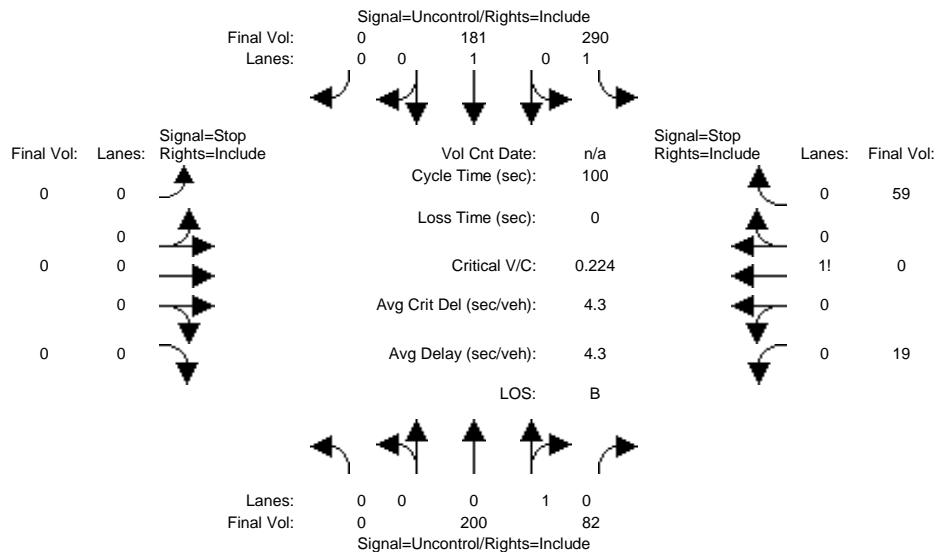 Signal=Uncontrol/Rights=Include
Final Vol: 0 181 290
Lanes: 0 0 1 0 1
Signal=Stop Signal=Stop
Final Vol: Lanes: Rights=Include Vol Cnt Date: n/a Rights=Include Lanes: Final Vol:
Cycle Time (sec): 100
0 0 0 59
Loss Time (sec): 0
0 0
0 0 Critical V/C: 0.224 1! 0
0 Avg Crit Del (sec/veh): 4.3 0
0 0 Avg Delay (sec/veh): 4.3 0 19
LOS: B
Lanes: 0 0 0 1 0
Final Vol: 0 200 82
Signal=Uncontrol/Rights=Include